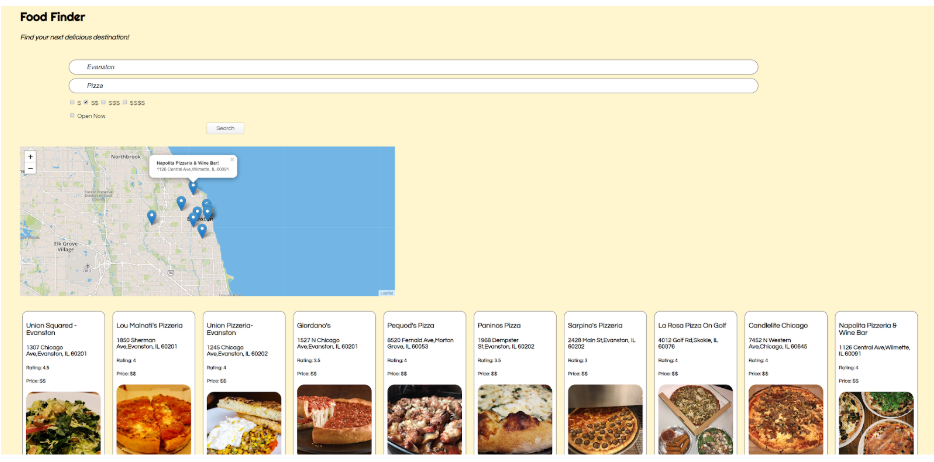 Food Finder
Find your next delicious destination!
Evanston
Pizza
$ $$ $$$ $$$$
Open Now
Search
+
−
Northbrook
Napolita Pizzeria & Wine Bar!
1126 Central Ave,Wilmette, IL 60091
×
Elk Grove
Village
Leaflet
Union Squared -
Evanston
1307 Chicago
Ave,Evanston, IL 60201
Rating: 4.5
Price: $$
Lou Malnati's Pizzeria
1850 Sherman
Ave,Evanston, IL 60201
Rating: 4
Price: $$
Union Pizzeria-
Evanston
1245 Chicago
Ave,Evanston, IL 60202
Rating: 4
Price: $$
Giordano's
1527 N Chicago
Ave,Evanston, IL 60201
Rating: 3.5
Price: $$
Pequod's Pizza
8520 Fernald Ave,Morton
Grove, IL 60053
Rating: 4
Price: $$
Paninos Pizza
1968 Dempster
St,Evanston, IL 60202
Rating: 3.5
Price: $$
Sarpino's Pizzeria
2428 Main St,Evanston, IL
60202
Rating: 3
Price: $$
La Rosa Pizza On Golf
4012 Golf Rd,Skokie, IL
60076
Rating: 4
Price: $$
Candlelite Chicago
7452 N Western
Ave,Chicago, IL 60645
Rating: 4
Price: $$
Napolita Pizzeria &
Wine Bar
1126 Central Ave,Wilmette,
IL 60091
Rating: 4
Price: $$